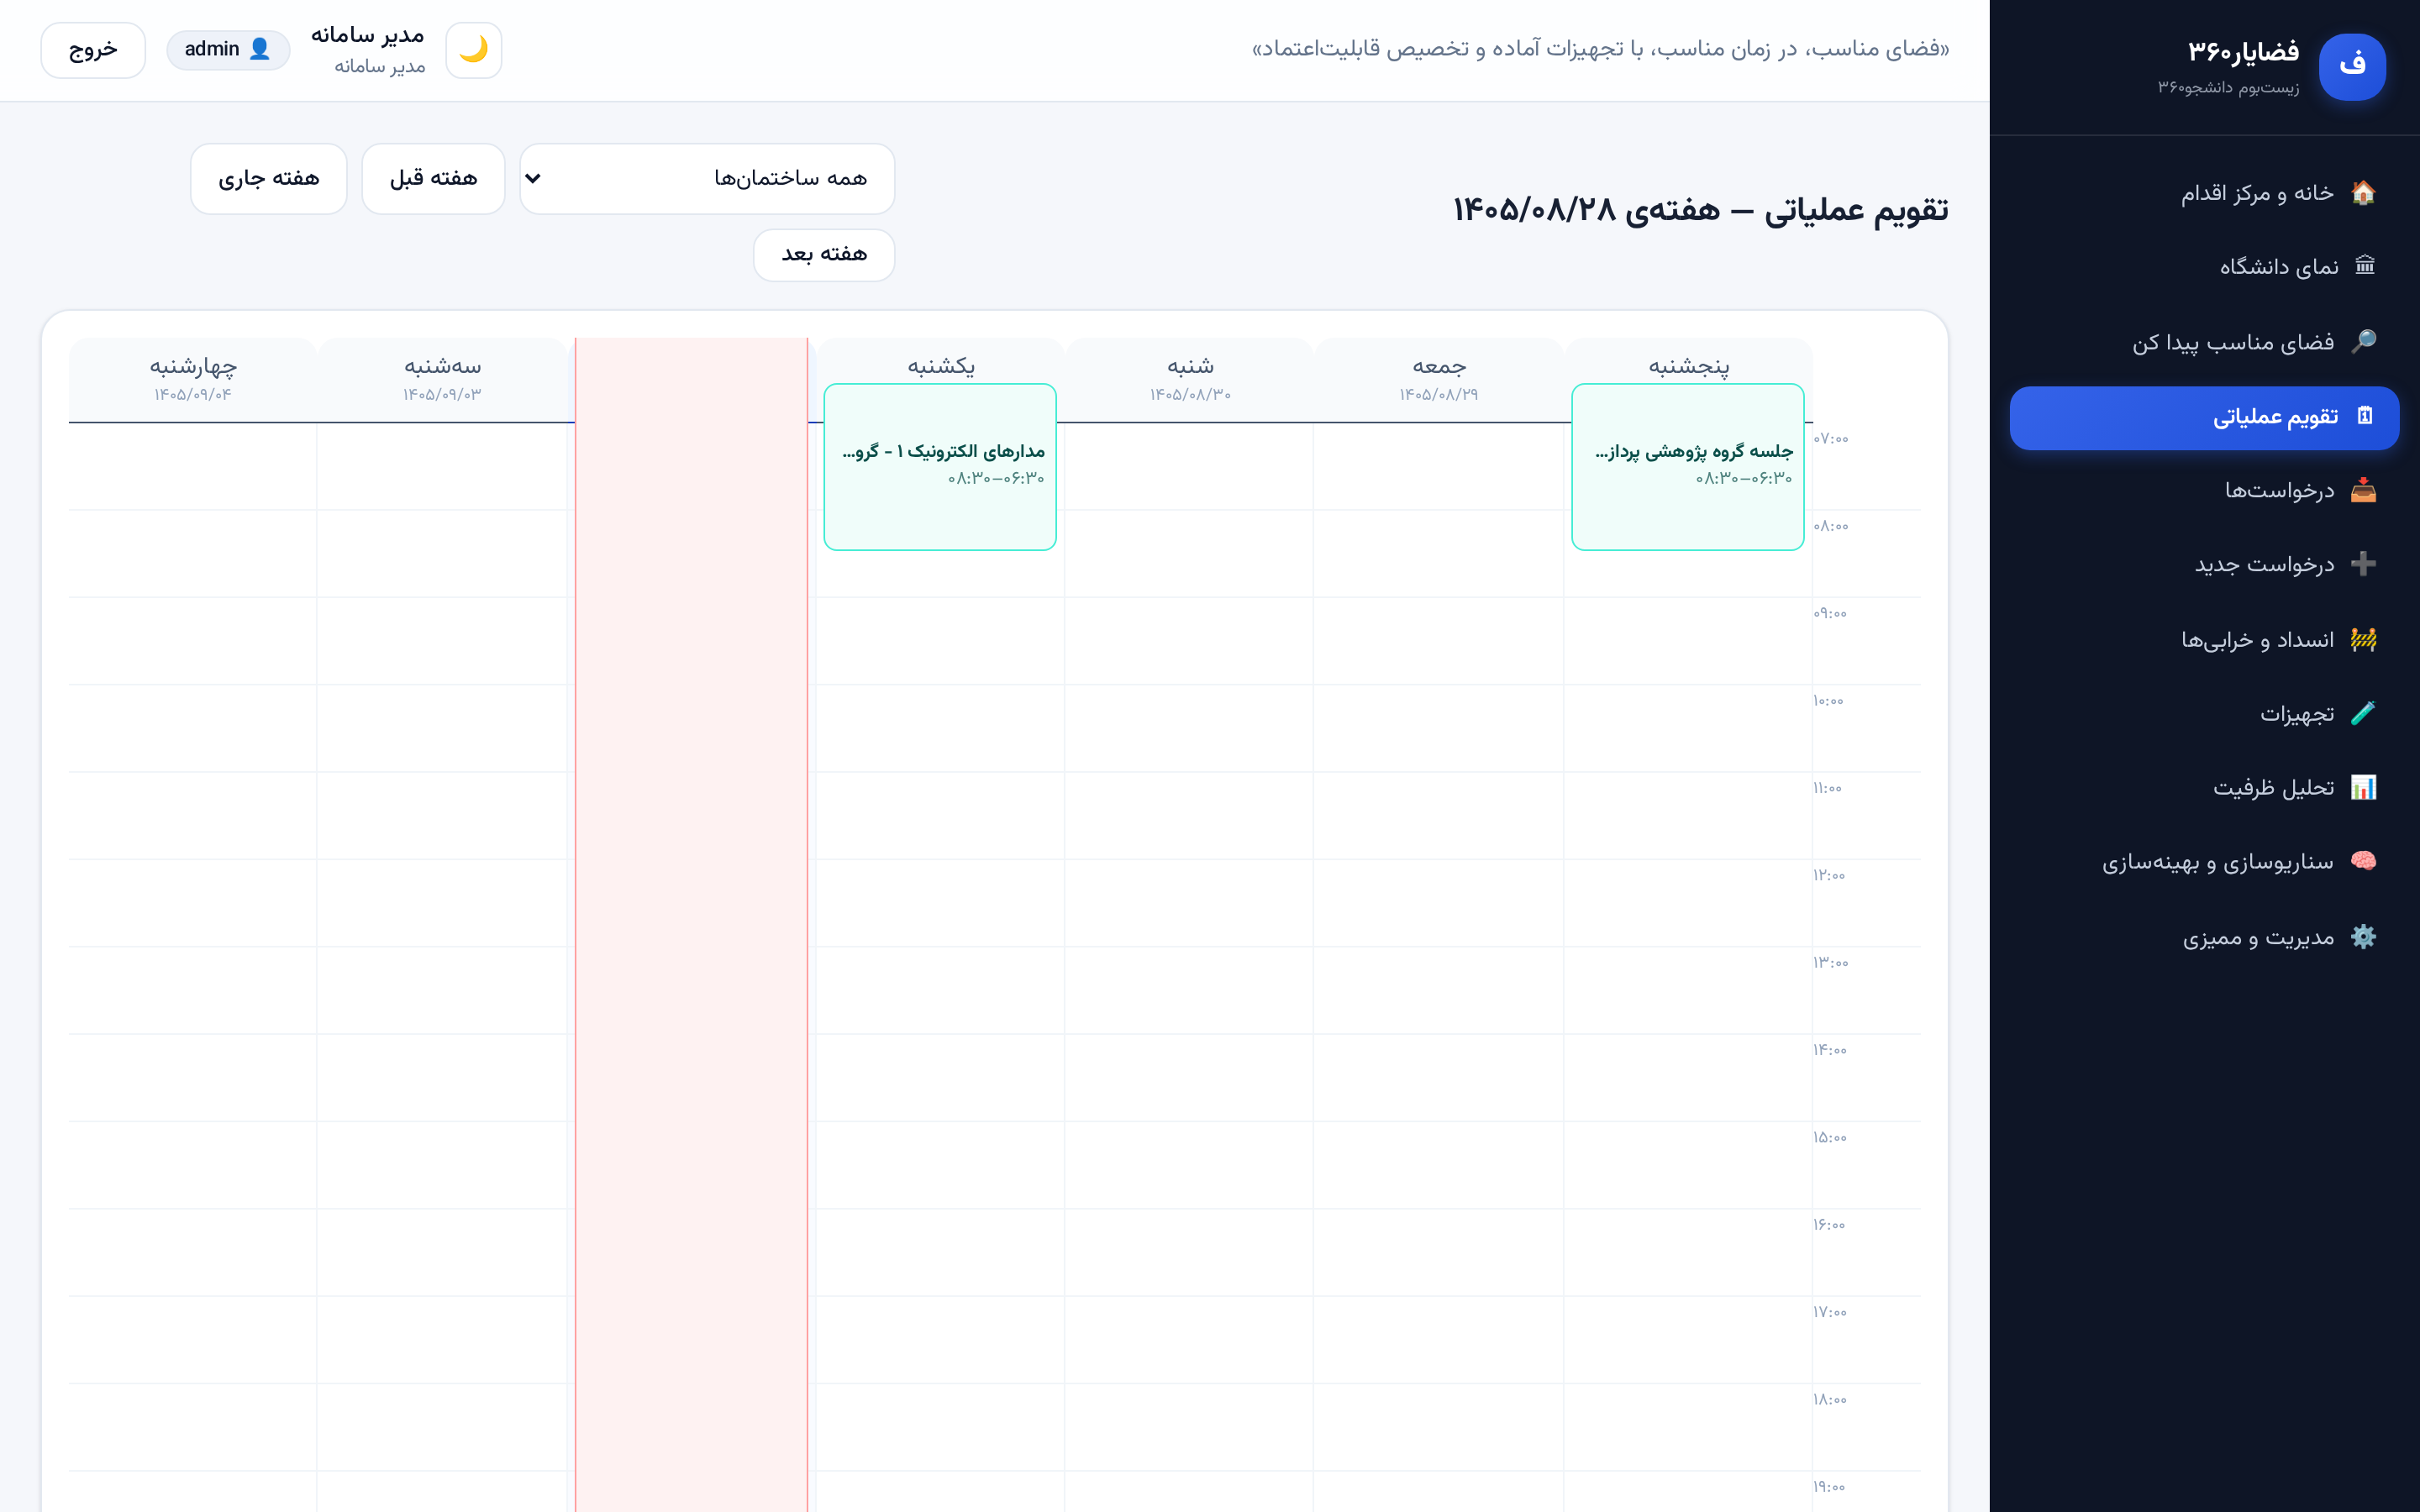 ف
فضایار۳۶۰
زیست‌بوم دانشجو۳۶۰
خانه و مرکز اقدام
نمای دانشگاه
فضای مناسب پیدا کن
تقویم عملیاتی
درخواست‌ها
درخواست جدید
انسداد و خرابی‌ها
تجهیزات
تحلیل ظرفیت
سناریوسازی و بهینه‌سازی
مدیریت و ممیزی
«فضای مناسب، در زمان مناسب، با تجهیزات آماده و تخصیص قابلیت‌اعتماد»
مدیر سامانه
مدیر سامانه
admin
خروج
تقویم عملیاتی — هفته‌ی ۱۴۰۵/۰۸/۲۸
همه ساختمان‌ها
هفته قبل
هفته جاری
هفته بعد
پنجشنبه
جمعه
۱۴۰۵/۰۸/۲۹
شنبه
۱۴۰۵/۰۸/۳۰
یکشنبه
سه‌شنبه
۱۴۰۵/۰۹/۰۳
چهارشنبه
۱۴۰۵/۰۹/۰۴
جلسه گروه پژوهشی پرداز...
۰۶:۳۰–۰۸:۳۰
مدارهای الکترونیک ۱ - گرو...
۰۶:۳۰–۰۸:۳۰
۰۷:۰۰
۰۸:۰۰
۰۹:۰۰
۱۰:۰۰
۱۱:۰۰
۱۲:۰۰
۱۳:۰۰
۱۴:۰۰
۱۵:۰۰
۱۶:۰۰
۱۷:۰۰
۱۸:۰۰
۱۹:۰۰